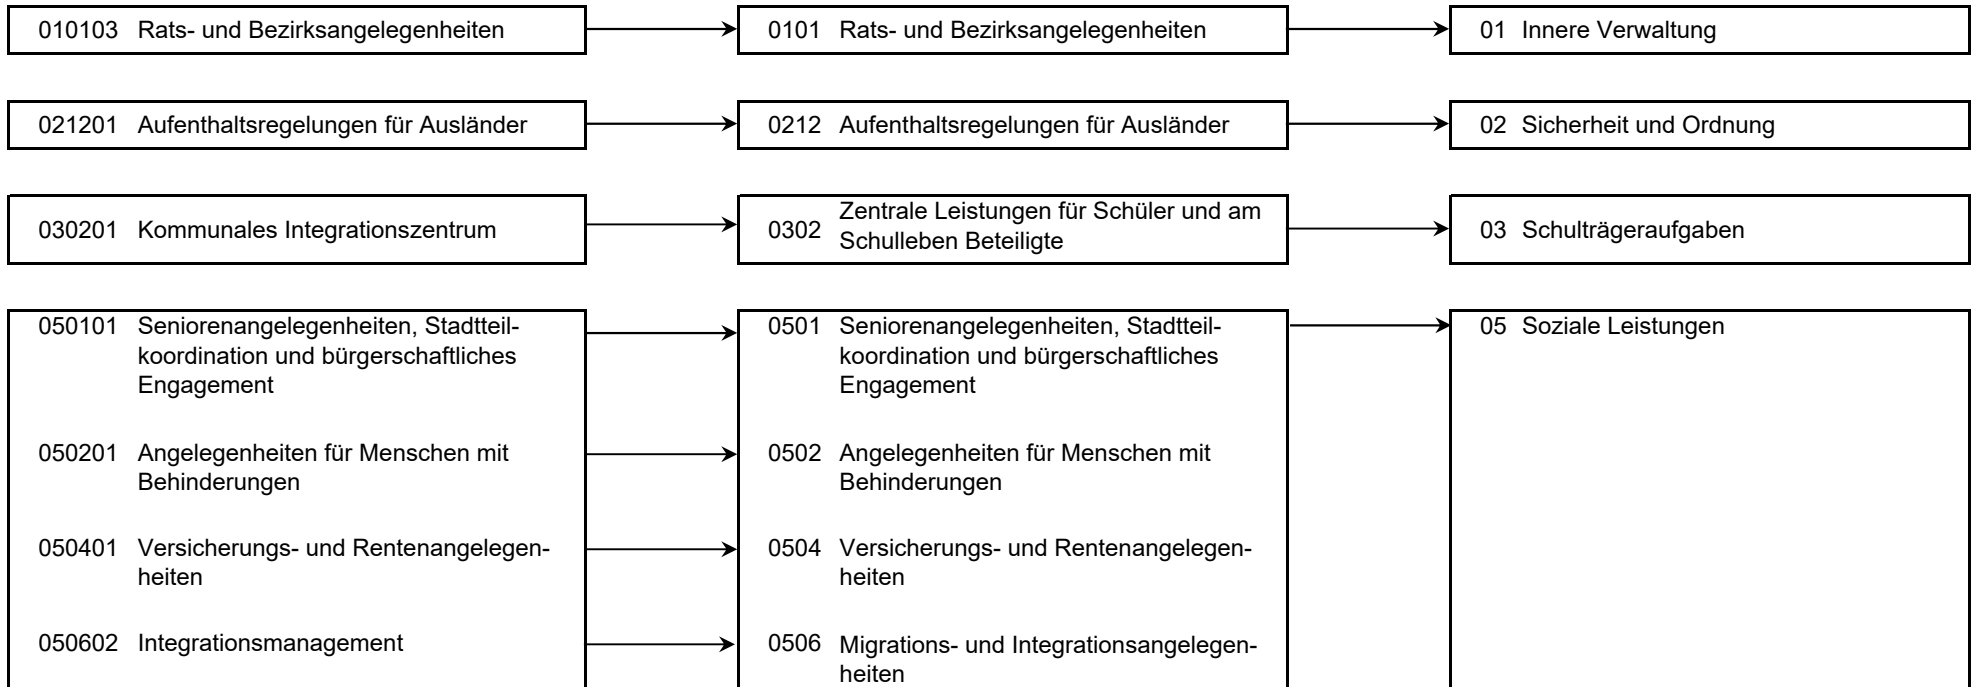 010103 Rats- und Bezirksangelegenheiten
0101 Rats- und Bezirksangelegenheiten
01 Innere Verwaltung
021201 Aufenthaltsregelungen für Ausländer
0212 Aufenthaltsregelungen für Ausländer
02 Sicherheit und Ordnung
030201 Kommunales Integrationszentrum
0302 Zentrale Leistungen für Schüler und am
Schulleben Beteiligte
03 Schulträgeraufgaben
050101 Seniorenangelegenheiten, Stadtteil-
koordination und bürgerschaftliches
Engagement
0501 Seniorenangelegenheiten, Stadtteil-
koordination und bürgerschaftliches
Engagement
05 Soziale Leistungen
050201 Angelegenheiten für Menschen mit
Behinderungen
0502 Angelegenheiten für Menschen mit
Behinderungen
050401 Versicherungs- und Rentenangelegen-
heiten
0504 Versicherungs- und Rentenangelegen-
heiten
050602 Integrationsmanagement
0506 Migrations- und Integrationsangelegen-
heiten